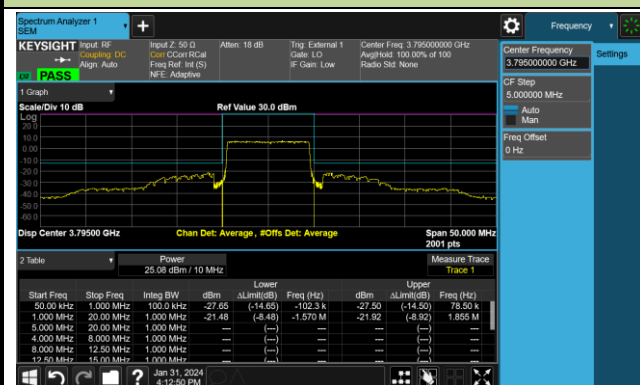 Spectrum Analyzer 1
SEM
Frequency
KEYSIGHT
Input: RF
Coupling: DC
Align: Auto
Input Z: 50 Ω
Corr CCorr RCal
Freq Ref: Int (S)
NFE: Adaptive
Atten: 18 dB
Trig: External 1
Gate: LO
IF Gain: Low
Center Freq: 3.795000000 GHz
Avg|Hold: 100.00% of 100
Radio Std: None
PASS
Center Frequency
3.795000000 GHz
Settings
CF Step
5.000000 MHz
Auto
Man
Freq Offset
0 Hz
1 Graph
Scale/Div 10 dB
Ref Value 30.0 dBm
Log
20.0
10.0
0.00
-10.0
-20.0
-30.0
-40.0
-50.0
-60.0
Disp Center 3.79500 GHz
Chan Det: Average, #Offs Det: Average
Span 50.000 MHz
2001 pts
2 Table
Power
25.08 dBm / 10 MHz
Measure Trace
Trace 1
Lower Upper
Start Freq Stop Freq Integ BW dBm ΔLimit(dB) Freq (Hz) dBm ΔLimit(dB) Freq (Hz)
50.00 kHz 1.000 MHz 100.0 kHz -27.65 (-14.65) -102.3 k -27.50 (-14.50) 78.50 k
1.000 MHz 20.00 MHz 1.000 MHz -21.48 (-8.48) -1.570 M -21.92 (-8.92) 1.855 M
5.000 MHz 20.00 MHz 1.000 MHz --- (---) --- --- (---) ---
4.000 MHz 8.000 MHz 1.000 MHz --- (---) --- --- (---) ---
8.000 MHz 12.50 MHz 1.000 MHz --- (---) --- --- (---) ---
12.50 MHz 15.00 MHz 1.000 MHz --- (---) --- --- (---) ---
?
Jan 31, 2024
4:12:50 PM